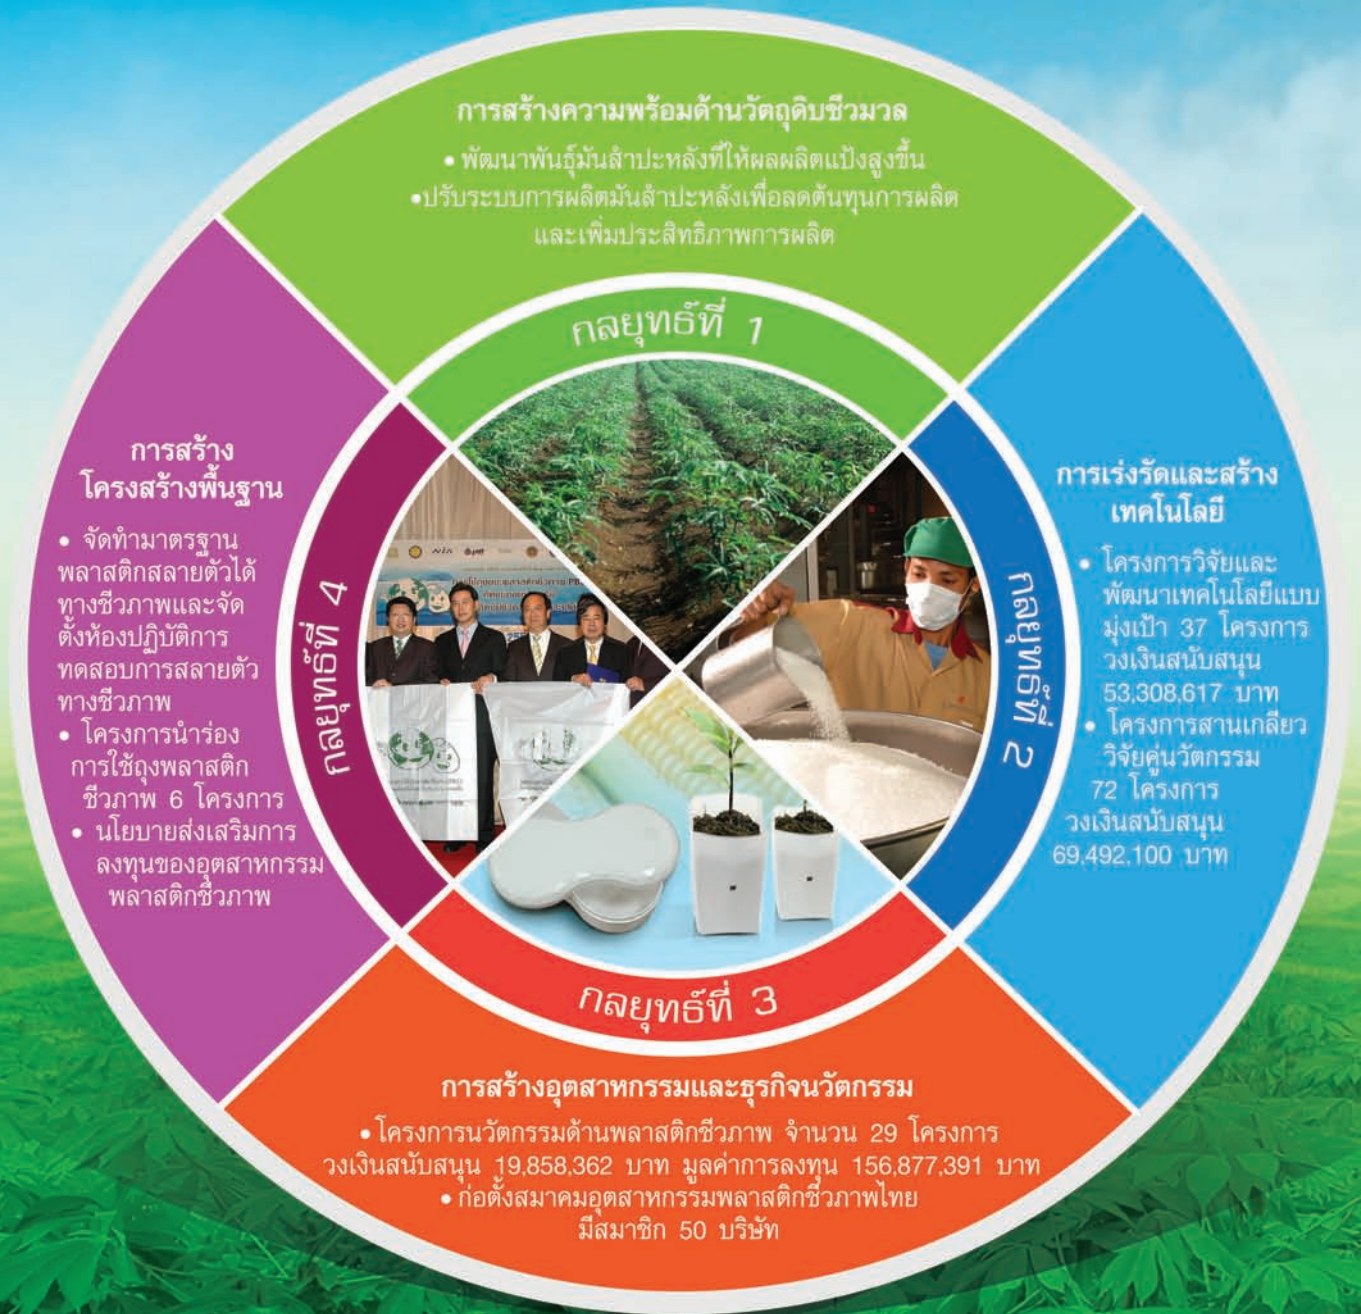 การสร้างความพร้อมด้านวัตถุดิบชีวมวล
• พัฒนาพันธุ์มันสำปะหลังที่ให้ผลผลิตแป้งสูงขึ้น
•ปรับระบบการผลิตมันสำปะหลังเพื่อลดต้นทุนการผลิต
และเพิ่มประสิทธิภาพการผลิต
กลยุทธ์ที่ 1
การเร่งรัดและสร้าง
เทคโนโลยี
• โครงการวิจัยและ
พัฒนาเทคโนโลยีแบบ
มุ่งเป้า 37 โครงการ
วงเงินสนับสนุน
53,308,617 บาท
• โครงการสานเกลียว
วิจัยคู่นวัตกรรม
72 โครงการ
วงเงินสนับสนุน
69,492,100 บาท
กลยุทธ์ที่ 2
กลยุทธ์ที่ 3
การสร้างอุตสาหกรรมและธุรกิจนวัตกรรม
• โครงการนวัตกรรมด้านพลาสติกชีวภาพ จำนวน 29 โครงการ
วงเงินสนับสนุน 19,858,362 บาท มูลค่าการลงทุน 156,877,391 บาท
• ก่อตั้งสมาคมอุตสาหกรรมพลาสติกชีวภาพไทย
มีสมาชิก 50 บริษัท
กลยุทธ์ที่ 4
การสร้าง
โครงสร้างพื้นฐาน
• จัดทำมาตรฐาน
พลาสติกสลายตัวได้
ทางชีวภาพและจัด
ตั้งห้องปฏิบัติการ
ทดสอบการสลายตัว
ทางชีวภาพ
• โครงการนำร่อง
การใช้ถุงพลาสติก
ชีวภาพ 6 โครงการ
• นโยบายส่งเสริมการ
ลงทุนของอุตสาหกรรม
พลาสติกชีวภาพ